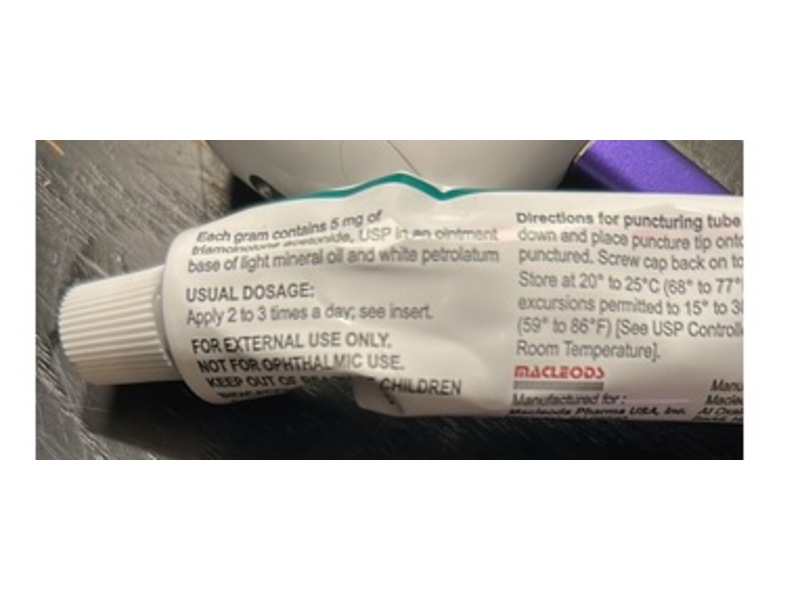 Each gram contains 5 mg of
triamcinolone acetonide, USP in an ointment
base of light mineral oil and white petrolatum
USUAL DOSAGE:
Apply 2 to 3 times a day; see insert.
FOR EXTERNAL USE ONLY.
NOT FOR OPHTHALMIC USE.
KEEP OUT OF REACH CHILDREN
Directions for puncturing tube
down and place puncture tip onto
punctured. Screw cap back on to
Store at 20° to 25°C (68° to 77°
excursions permitted to 15° to 3
(59° to 86°F) [See USP Controll
Room Temperature].
MACLEODS
Manufactured for:
Macleods Pharma USA, Inc.
Manu
Macleo